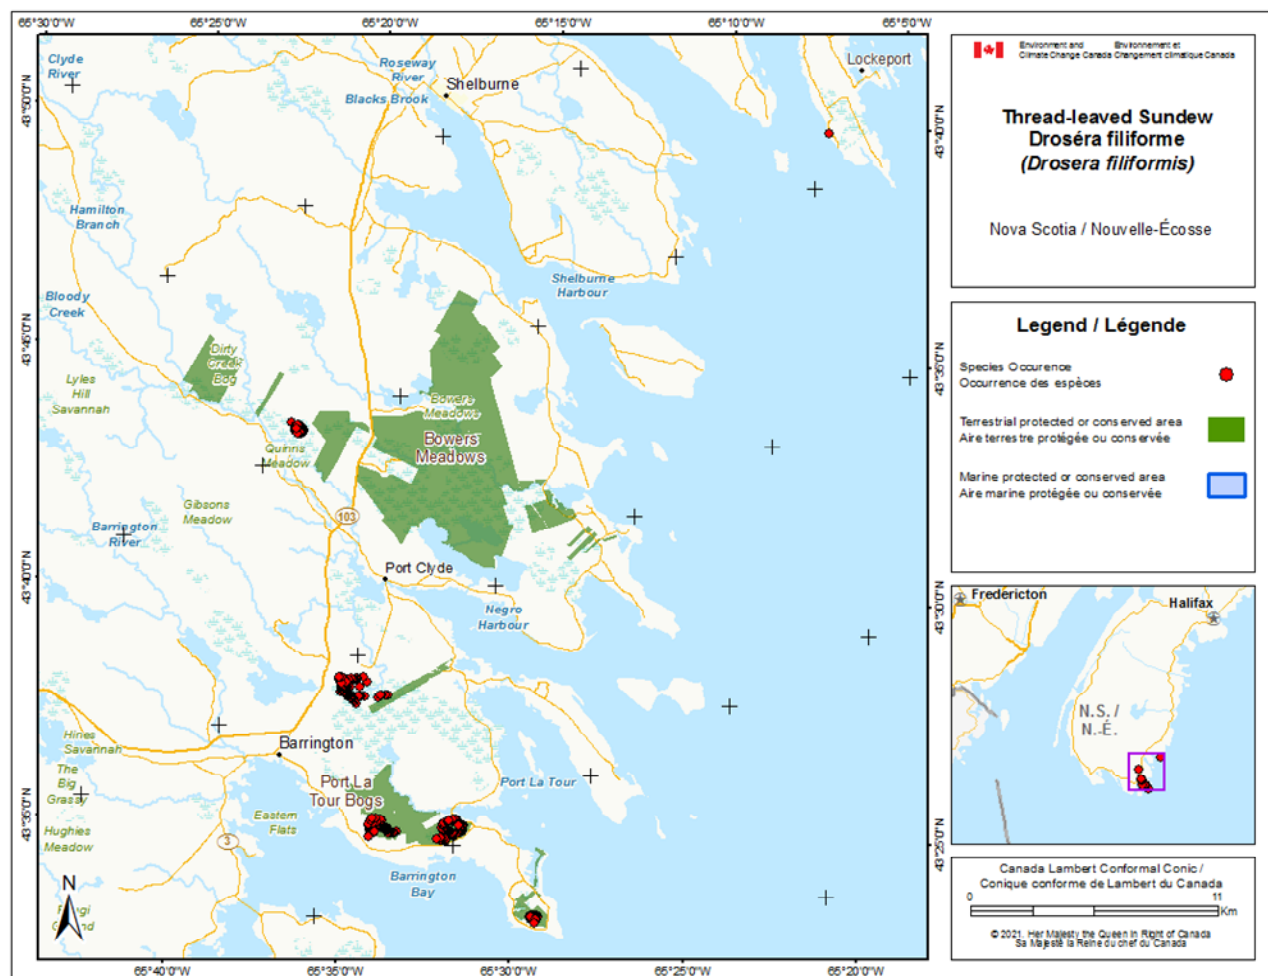 65°30'0"W
65°25'0"W
65°20'0"W
65°15'0"W
65°10'0"W
65°5'0"W
Clyde
River
Roseway
River
Blacks Brook
Shelburne
Lockeport
43°50'0"N
43°40'0"N
Hamilton
Branch
Bloody
Creek
Shelburne
Harbour
43°45'0"N
43°35'0"N
Dirty
Creek
Bog
Lyles
Hill
Savannah
Bowers
Meadows
Bowers
Meadows
Quinns
Meadow
Gibsons
Meadow
103
Barrington
River
Port Clyde
43°40'0"N
43°30'0"N
Negro
Harbour
Hines
Savannah
Barrington
The
Big
Grassy
Port La
Tour Bogs
Port La Tour
Eastern
Flats
43°35'0"N
43°25'0"N
Hughies
Meadow
3
Barrington
Bay
N
65°40'0"W
65°35'0"W
65°30'0"W
65°25'0"W
65°20'0"W
Environment and
Climate Change Canada
Environnement et
Changement climatique Canada
Thread-leaved Sundew
Droséra filiforme
(Drosera filiformis)
Nova Scotia / Nouvelle-Écosse
Legend / Légende
Species Occurence
Occurrence des espèces
Terrestrial protected or conserved area
Aire terrestre protégée ou conservée
Marine protected or conserved area
Aire marine protégée ou conservée
Fredericton
Halifax
N.S. /
N.-É.
Canada Lambert Conformal Conic /
Conique conforme de Lambert du Canada
0 11
Km
© 2021. Her Majesty the Queen in Right of Canada
Sa Majesté la Reine du chef du Canada